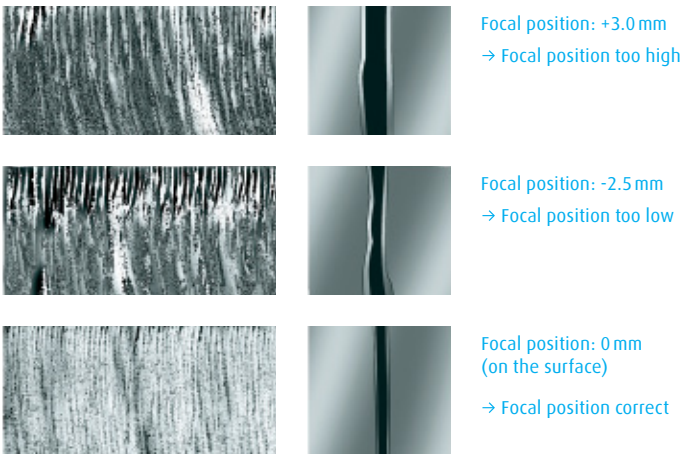 Focal position: +3.0 mm
→ Focal position too high
Focal position: -2.5 mm
→ Focal position too low
Focal position: 0 mm
(on the surface)
→ Focal position correct